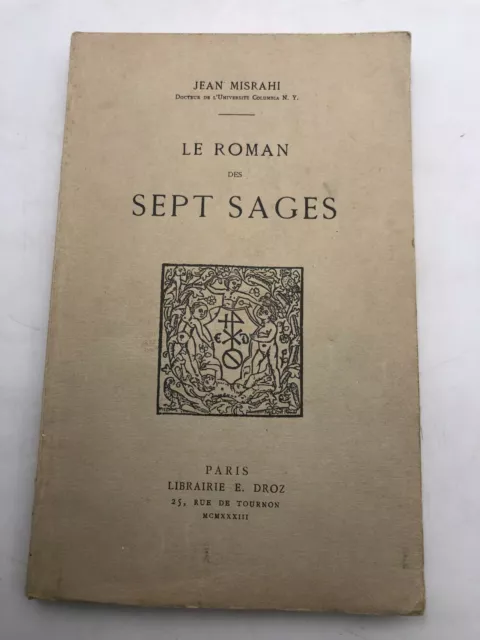 JEAN MISRAHI
DOCTEUR DE L'UNIVERSITÉ COLUMBIA N. Y.
LE ROMAN
DES
SEPT SAGES
E D
PARIS
LIBRAIRIE E. DROZ
25, RUE DE TOURNON
MCMXXXIII